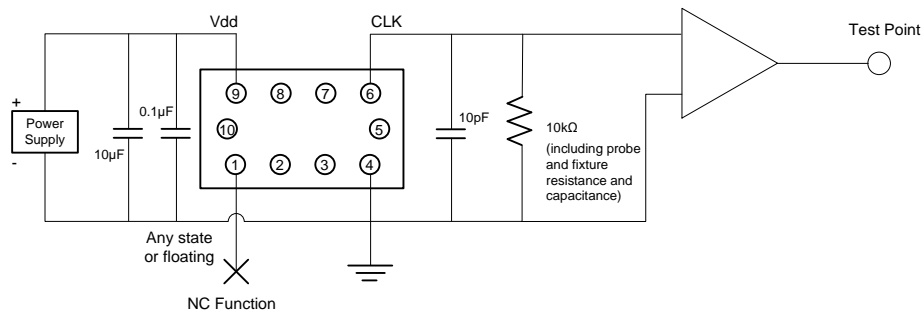 Vdd
CLK
Test Point
+
Power
Supply
-
10µF
0.1µF
9
8
7
6
10
5
1
2
3
4
10pF
10kΩ
(including probe
and fixture
resistance and
capacitance)
Any state
or floating
NC Function